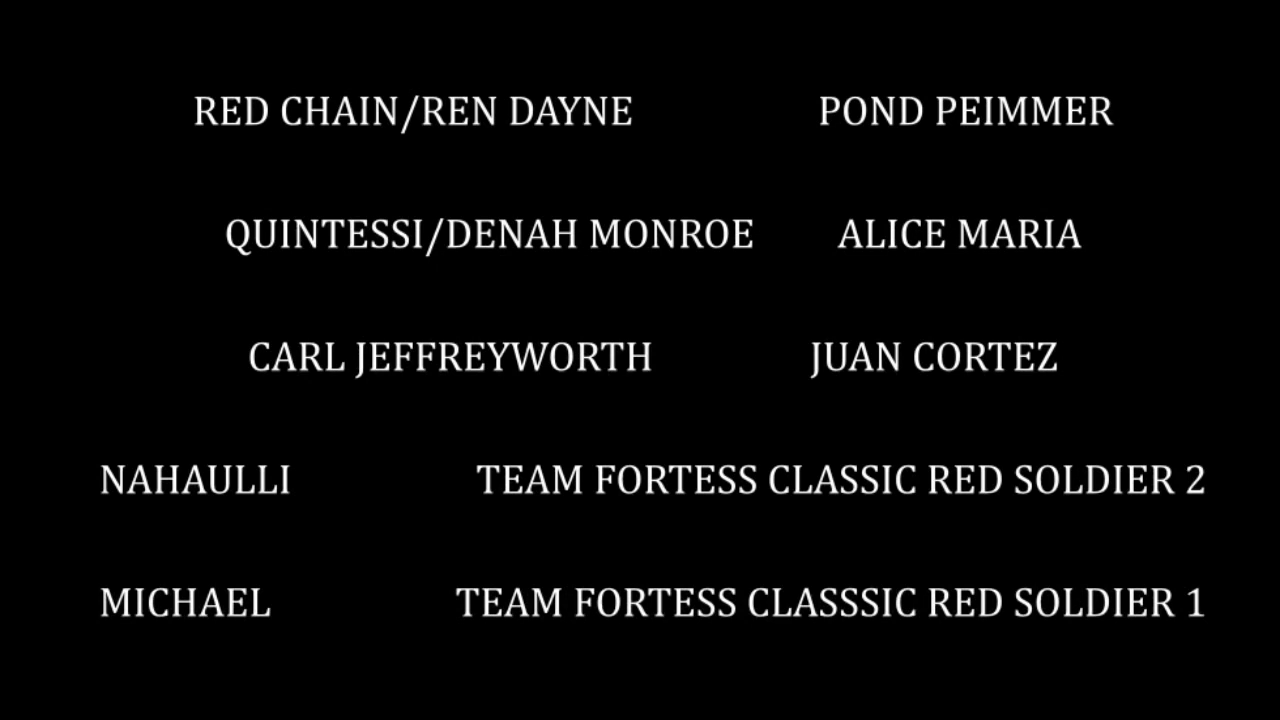 RED CHAIN/REN DAYNE POND PEIMMER
QUINTESSI/DENAH MONROE ALICE MARIA
CARL JEFFREYWORTH JUAN CORTEZ
NAHAULLI TEAM FORTESS CLASSIC RED SOLDIER 2
MICHAEL TEAM FORTESS CLASSSIC RED SOLDIER 1